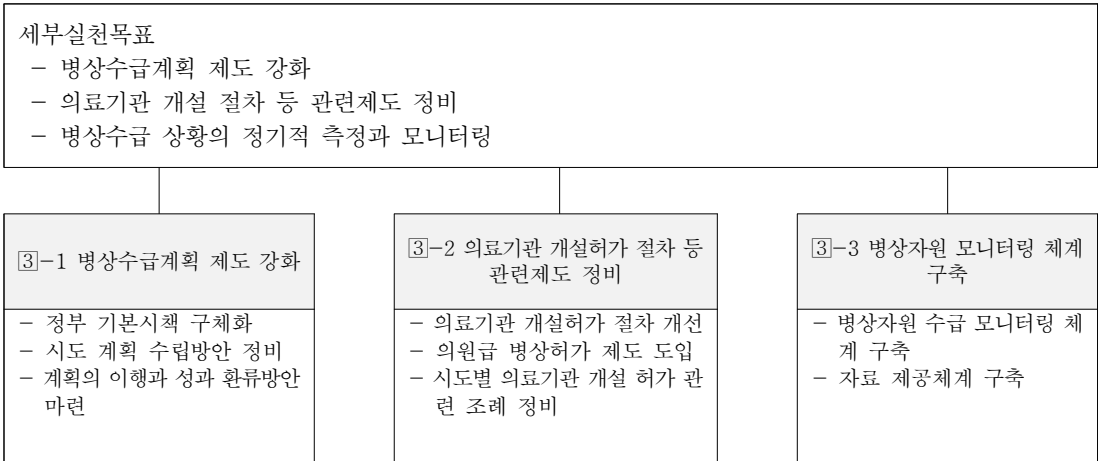 세부실천목표
- 병상수급계획 제도 강화
- 의료기관 개설 절차 등 관련제도 정비
- 병상수급 상황의 정기적 측정과 모니터링
3-1 병상수급계획 제도 강화
- 정부 기본시책 구체화
- 시도 계획 수립방안 정비
- 계획의 이행과 성과 환류방안
마련
3-2 의료기관 개설허가 절차 등
관련제도 정비
- 의료기관 개설허가 절차 개선
- 의원급 병상허가 제도 도입
- 시도별 의료기관 개설 허가 관
련 조례 정비
3-3 병상자원 모니터링 체계
구축
- 병상자원 수급 모니터링 체
계 구축
- 자료 제공체계 구축